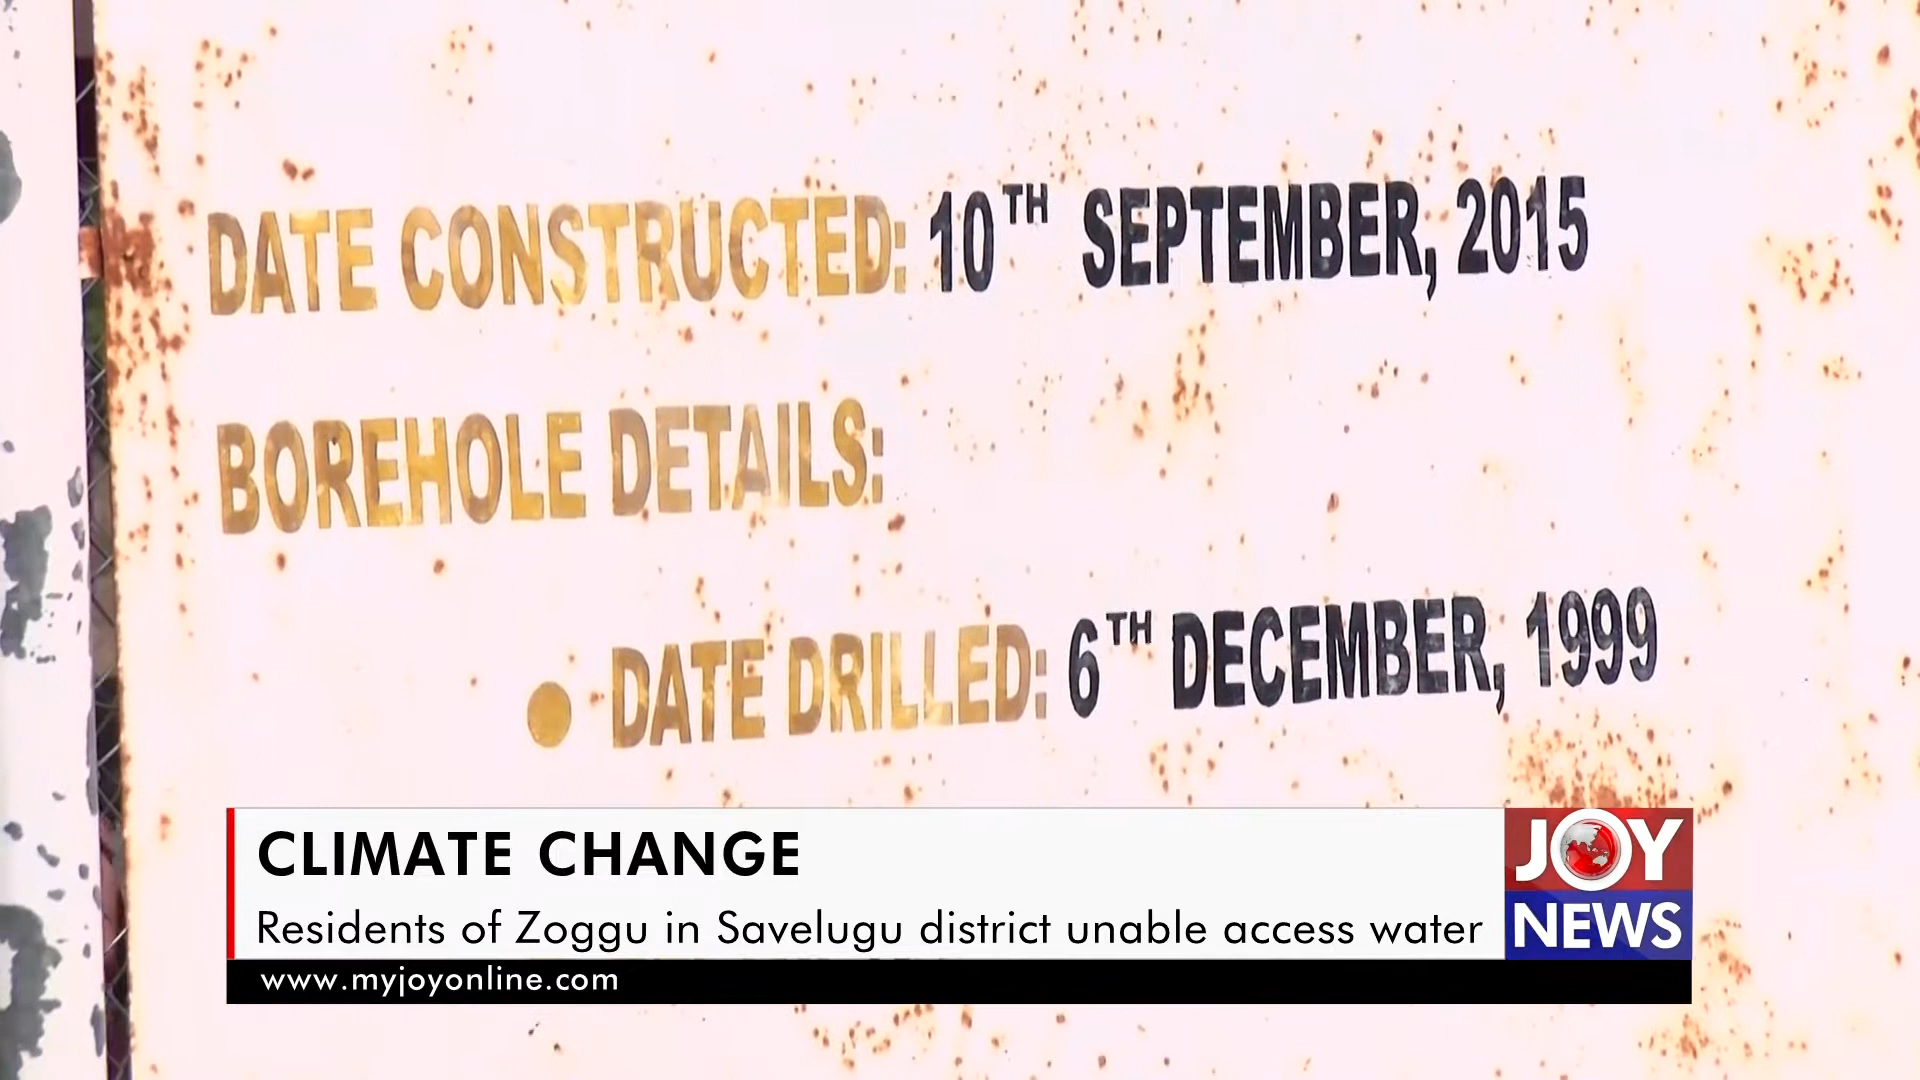 DATE CONSTRUCTED: 10TH SEPTEMBER, 2015
BOREHOLE DETAILS:
● DATE DRILLED: 6TH DECEMBER, 1999
CLIMATE CHANGE
Residents of Zoggu in Savelugu district unable access water
www.myjoyonline.com
JOY
NEWS